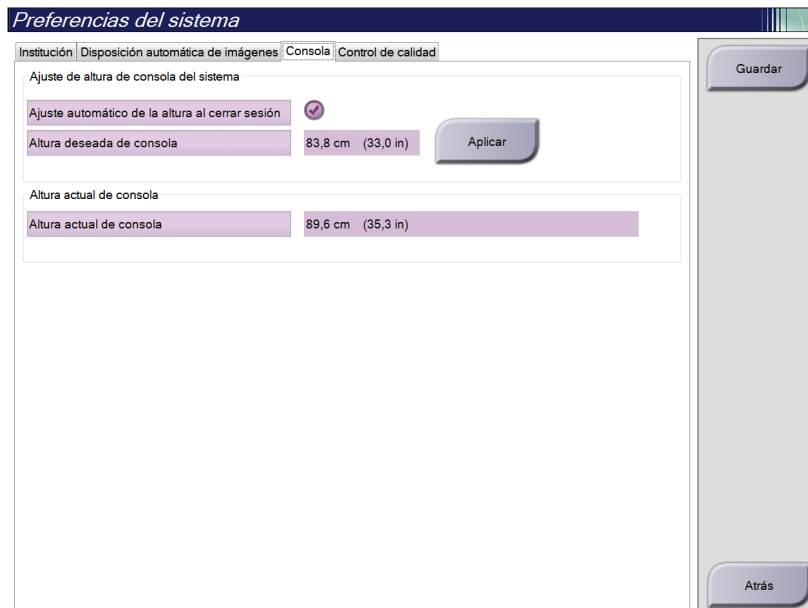 Preferencias del sistema
Institución Disposición automática de imágenes Consola Control de calidad
Guardar
Ajuste de altura de consola del sistema
Ajuste automático de la altura al cerrar sesión
Altura deseada de consola 83,8 cm (33,0 in) Aplicar
Altura actual de consola
Altura actual de consola 89,6 cm (35,3 in)
Atrás